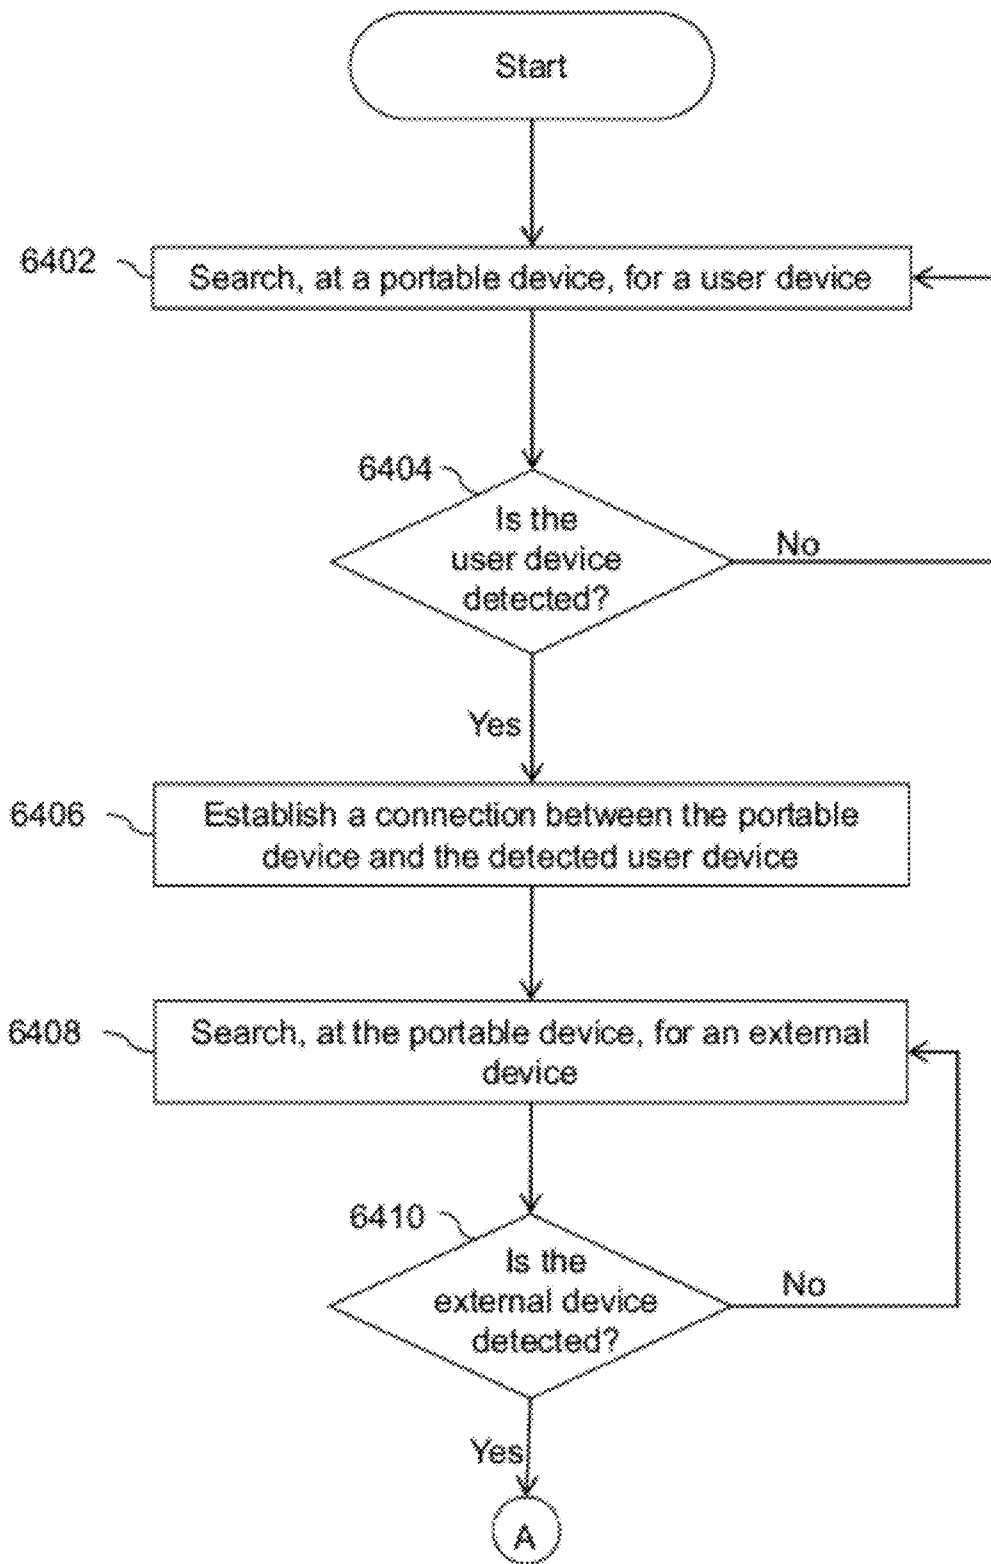 Start
6402
Search, at a portable device, for a user device
6404
Is the
user device
detected?
No
Yes
6406
Establish a connection between the portable
device and the detected user device
6408
Search, at the portable device, for an external
device
6410
Is the
external device
detected?
No
Yes
A